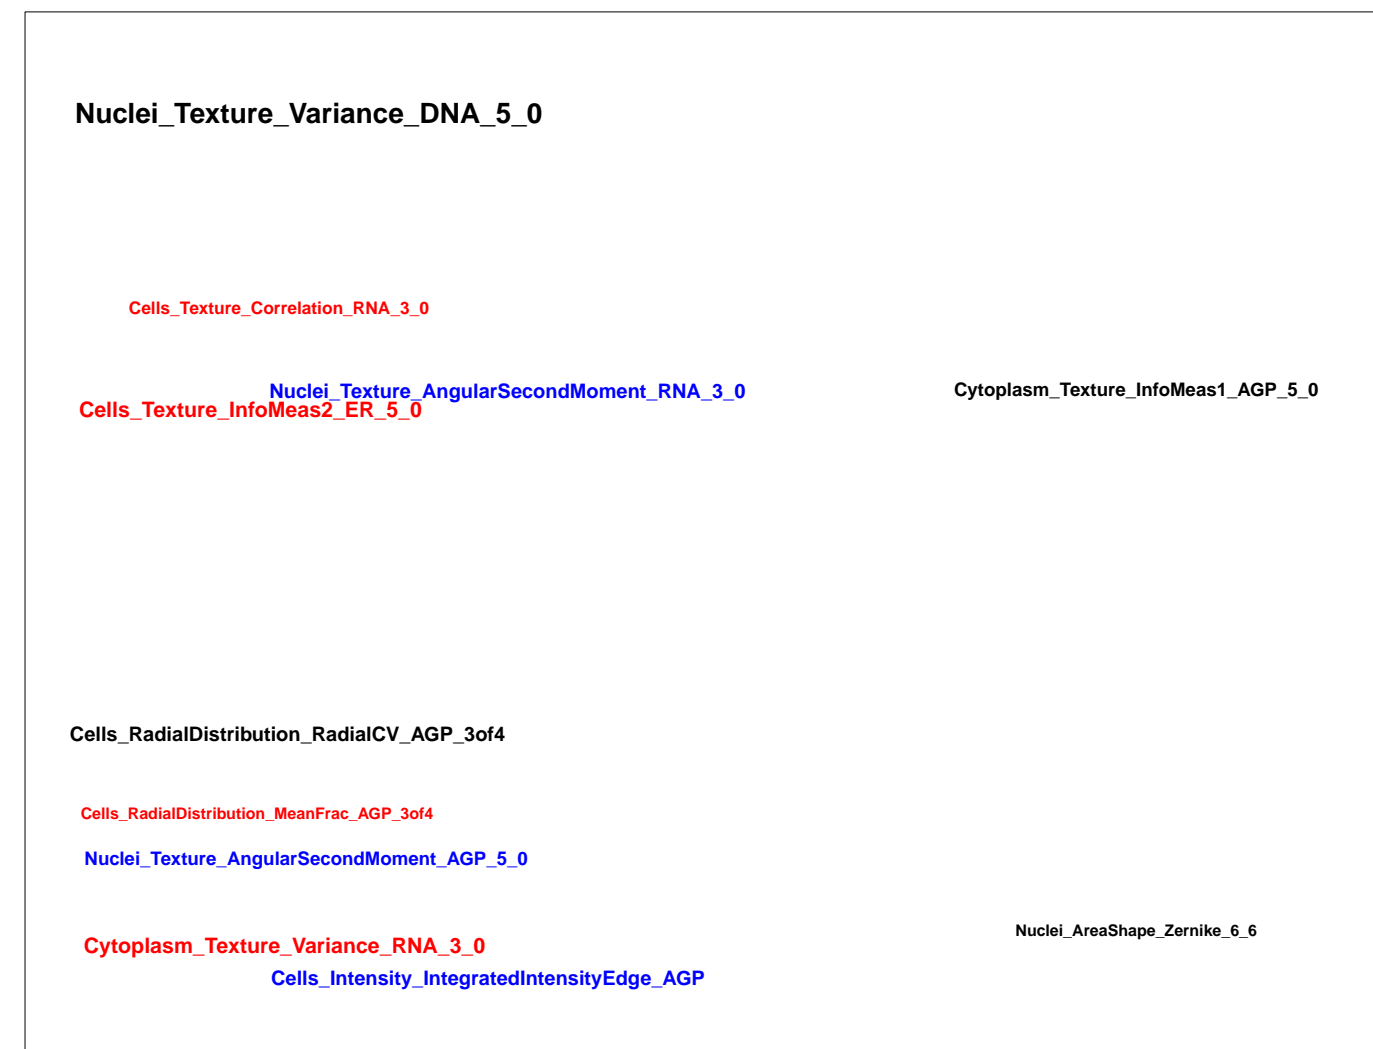 Nuclei_Texture_Variance_DNA_5_0
Cells_Texture_Correlation_RNA_3_0
Nuclei_Texture_AngularSecondMoment_RNA_3_0
Cytoplasm_Texture_InfoMeas1_AGP_5_0
Cells_Texture_InfoMeas2_ER_5_0
Cells_RadialDistribution_RadialCV_AGP_3of4
Cells_RadialDistribution_MeanFrac_AGP_3of4
Nuclei_Texture_AngularSecondMoment_AGP_5_0
Nuclei_AreaShape_Zernike_6_6
Cytoplasm_Texture_Variance_RNA_3_0
Cells_Intensity_IntegratedIntensityEdge_AGP